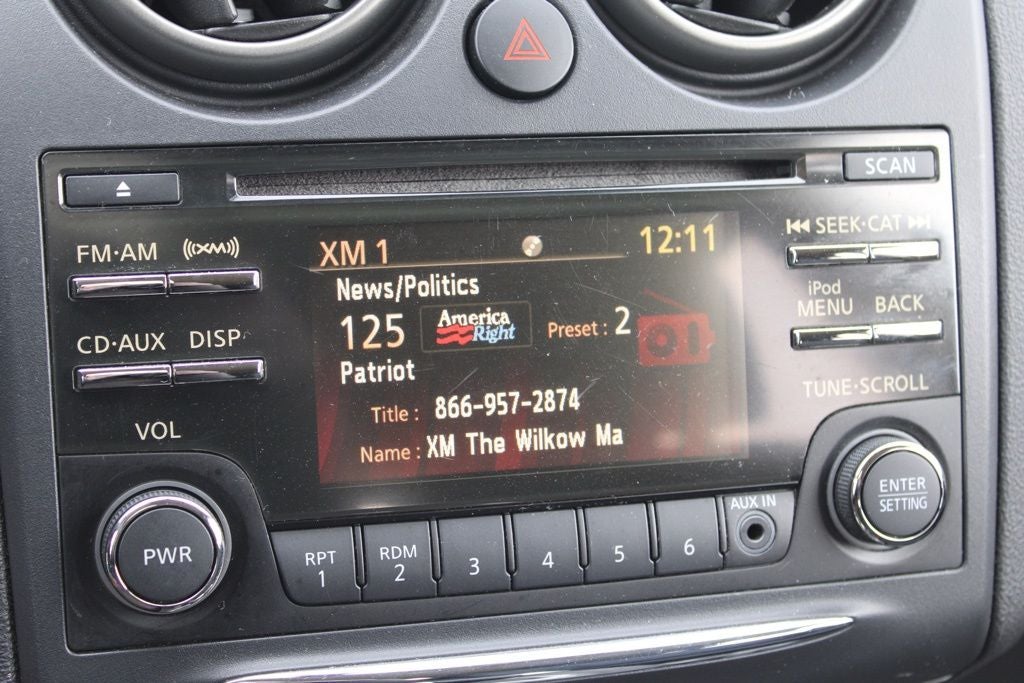 SCAN
FM·AM ((XM))
SEEK·CAT
XM 1 12:11
News/Politics
iPod
MENU BACK
125 America Right Preset : 2
CD·AUX DISP
Patriot
TUNE·SCROLL
Title : 866-957-2874
VOL
Name : XM The Wilkow Ma
ENTER
SETTING
AUX IN
PWR
RPT
1
RDM
2
3
4
5
6